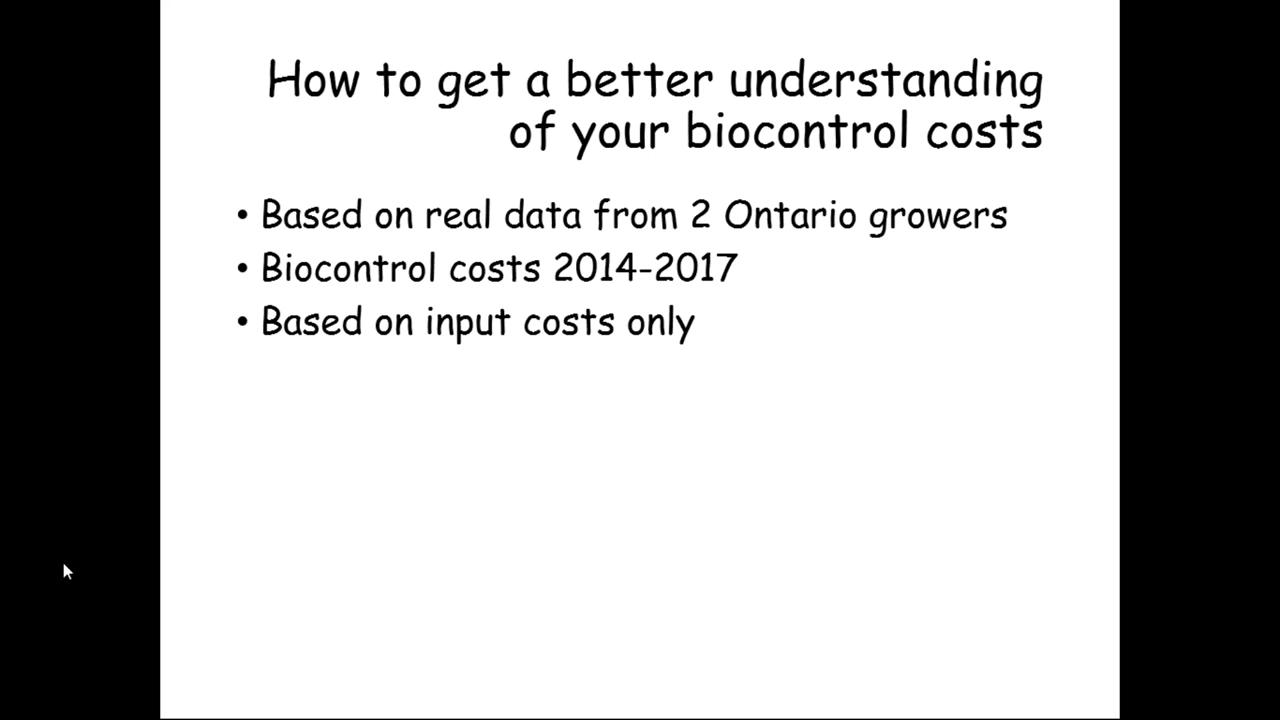 How to get a better understanding
of your biocontrol costs
• Based on real data from 2 Ontario growers
• Biocontrol costs 2014-2017
• Based on input costs only